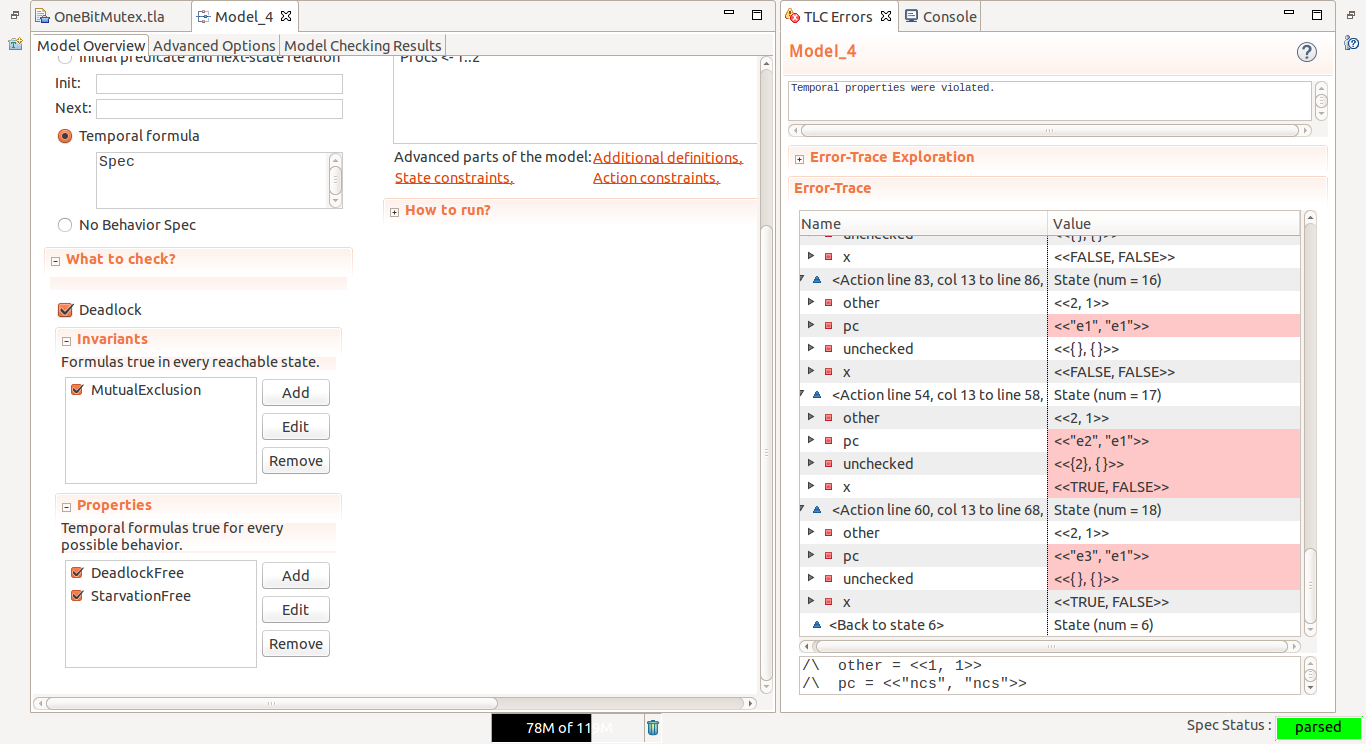 OneBitMutex.tla
Model_4
Model Overview
Advanced Options
Model Checking Results
Initial predicate and next-state relation
Init:
Next:
Temporal formula
Spec
No Behavior Spec
What to check?
Deadlock
Invariants
Formulas true in every reachable state.
MutualExclusion
Add
Edit
Remove
Properties
Temporal formulas true for every
possible behavior.
DeadlockFree
StarvationFree
Add
Edit
Remove
Procs <- 1..2
Advanced parts of the model: Additional definitions,
State constraints, Action constraints,
How to run?
78M of 119M
TLC Errors
Console
Model_4
Temporal properties were violated.
Error-Trace Exploration
Error-Trace
Name Value
unchecked <<{ }, { }>>
x <<FALSE, FALSE>>
<Action line 83, col 13 to line 86, State (num = 16)
other <<2, 1>>
pc <<"e1", "e1">>
unchecked <<{ }, { }>>
x <<FALSE, FALSE>>
<Action line 54, col 13 to line 58, State (num = 17)
other <<2, 1>>
pc <<"e2", "e1">>
unchecked <<{2}, { }>>
x <<TRUE, FALSE>>
<Action line 60, col 13 to line 68, State (num = 18)
other <<2, 1>>
pc <<"e3", "e1">>
unchecked <<{ }, { }>>
x <<TRUE, FALSE>>
<Back to state 6> State (num = 6)
/\ other = <<1, 1>>
/\ pc = <<"ncs", "ncs">>
Spec Status : parsed